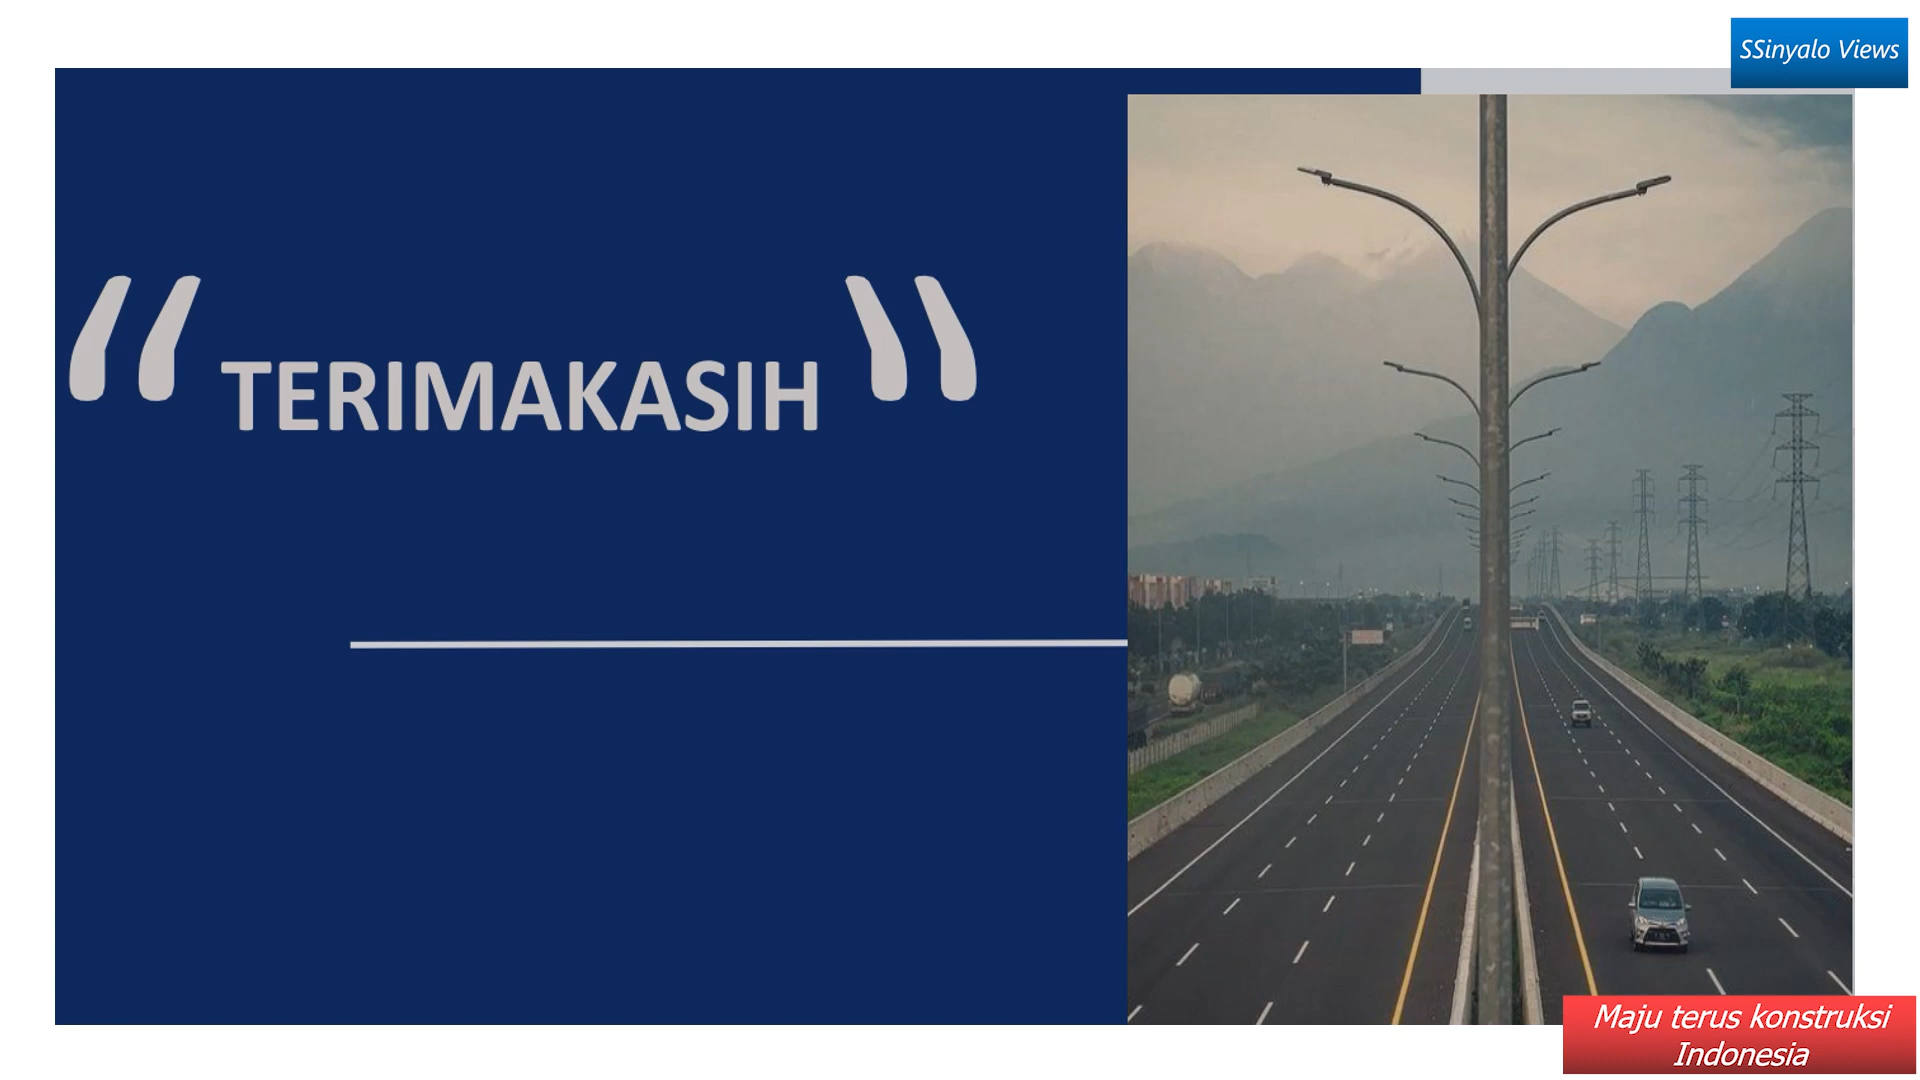 SSinyalo Views
“ TERIMAKASIH ”
Maju terus konstruksi
Indonesia